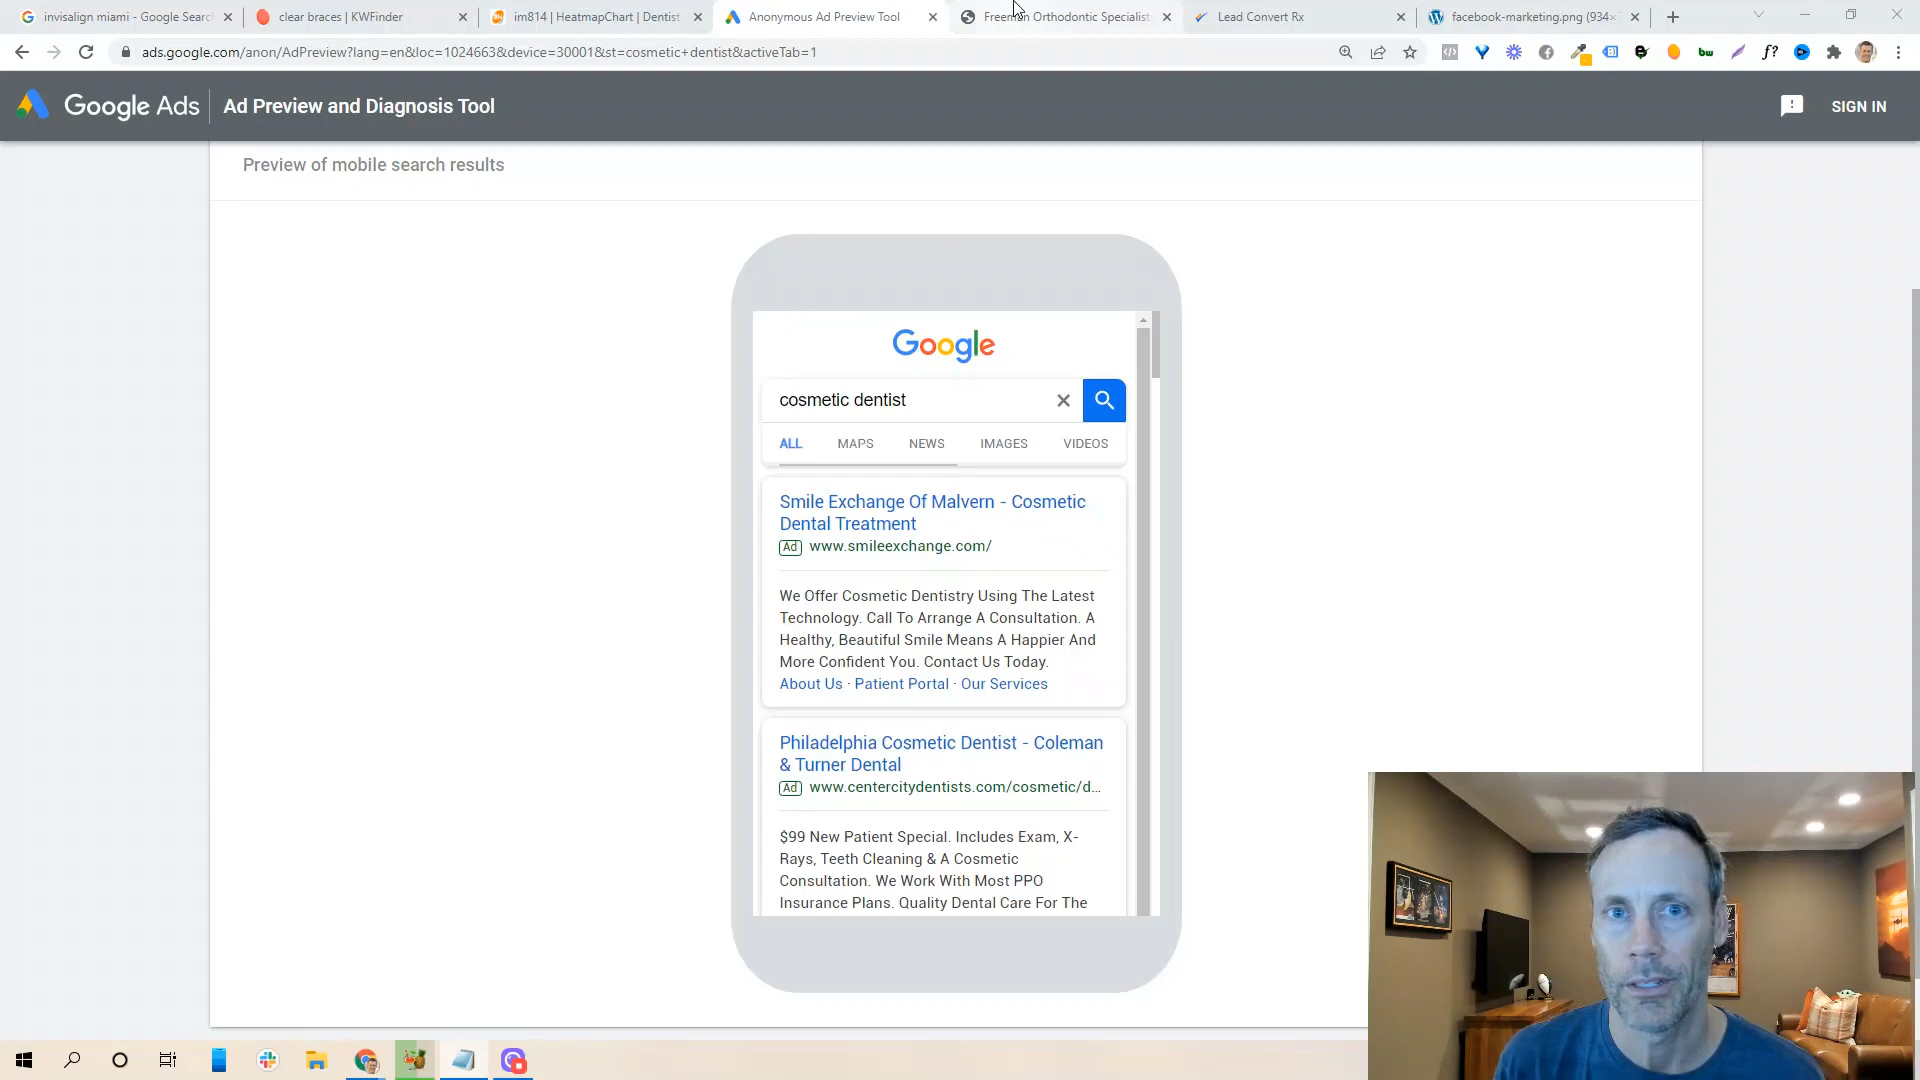 invisalign miami - Google Searc
clear braces | KWFinder
im814 | HeatmapChart | Dentist
Anonymous Ad Preview Tool
Freeman Orthodontic Specialist
Lead Convert Rx
facebook-marketing.png (934×
ads.google.com/anon/AdPreview?lang=en&loc=1024663&device=30001&st=cosmetic+dentist&activeTab=1
Google Ads
Ad Preview and Diagnosis Tool
SIGN IN
Preview of mobile search results
Google
cosmetic dentist
ALL MAPS NEWS IMAGES VIDEOS
Smile Exchange Of Malvern - Cosmetic
Dental Treatment
Ad www.smileexchange.com/
We Offer Cosmetic Dentistry Using The Latest
Technology. Call To Arrange A Consultation. A
Healthy, Beautiful Smile Means A Happier And
More Confident You. Contact Us Today.
About Us · Patient Portal · Our Services
Philadelphia Cosmetic Dentist - Coleman
& Turner Dental
Ad www.centercitydentists.com/cosmetic/d...
$99 New Patient Special. Includes Exam, X-
Rays, Teeth Cleaning & A Cosmetic
Consultation. We Work With Most PPO
Insurance Plans. Quality Dental Care For The